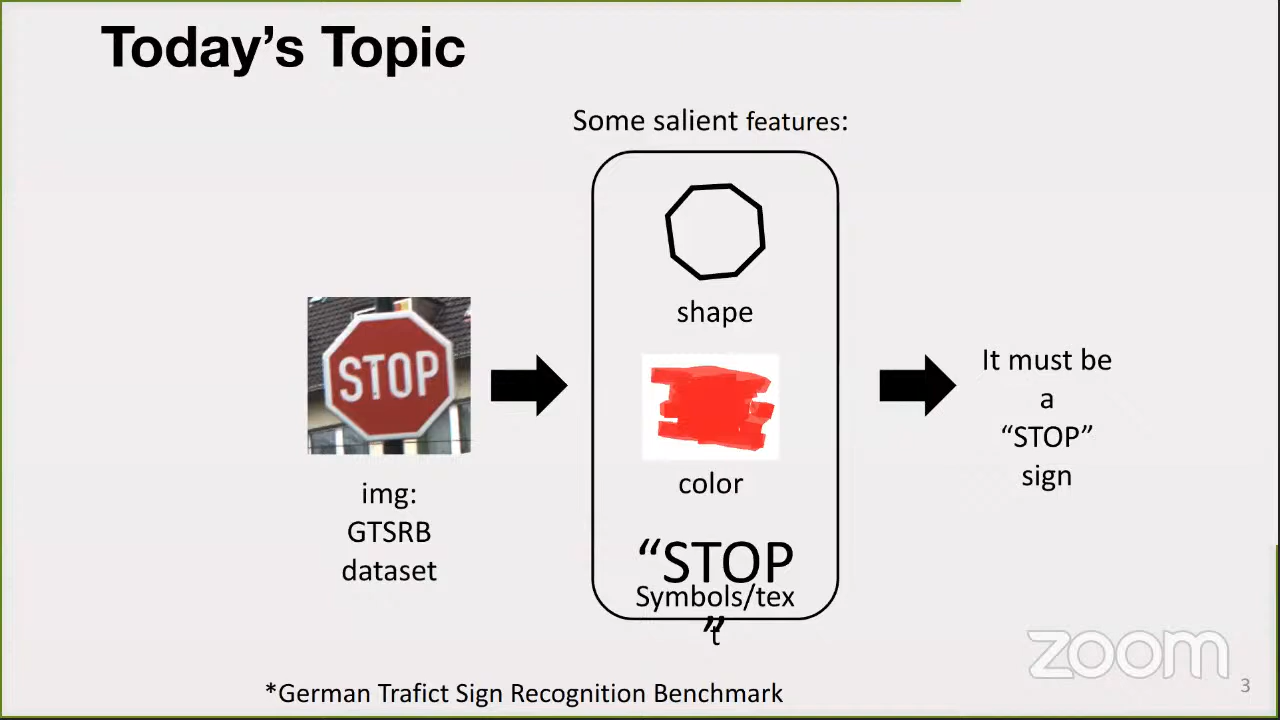 Today's Topic
Some salient features:
shape
STOP
color
img:
GTSRB
dataset
It must be
a
“STOP”
sign
“STOP
”
Symbols/tex
t
zoom
*German Trafict Sign Recognition Benchmark
3